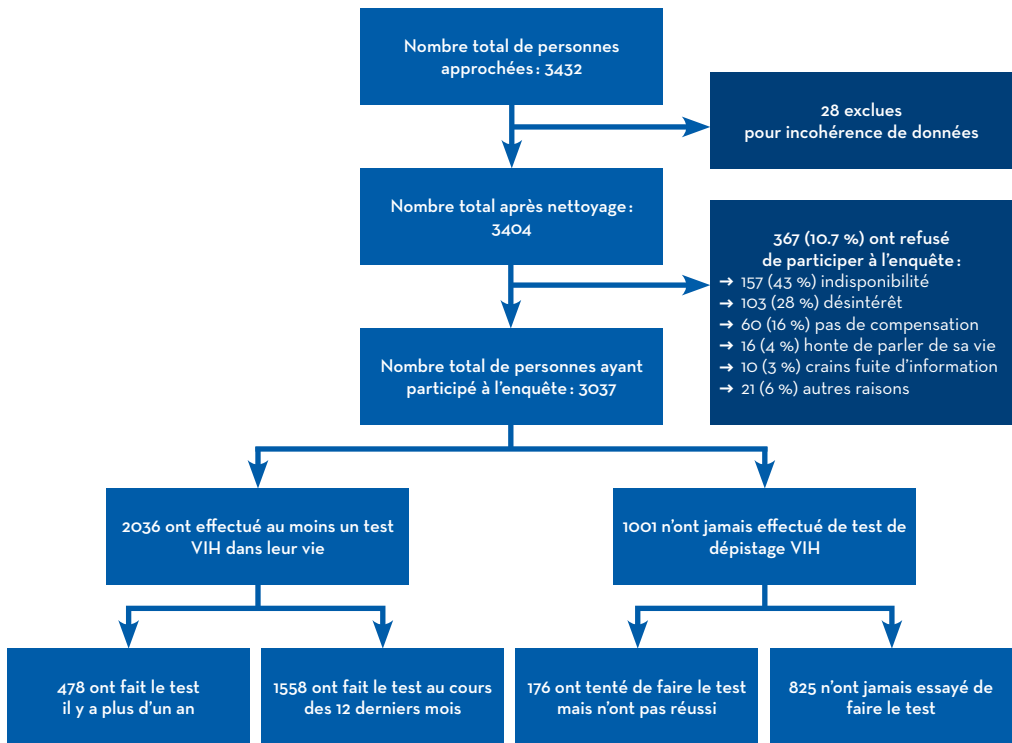 Nombre total de personnes
approchées : 3432
28 exclues
pour incohérence de données
Nombre total après nettoyage :
3404
367 (10.7 %) ont refusé
de participer à l’enquête :
→ 157 (43 %) indisponibilité
→ 103 (28 %) désintérêt
→ 60 (16 %) pas de compensation
→ 16 (4 %) honte de parler de sa vie
→ 10 (3 %) crains fuite d’information
→ 21 (6 %) autres raisons
Nombre total de personnes ayant
participé à l’enquête : 3037
2036 ont effectué au moins un test
VIH dans leur vie
1001 n’ont jamais effectué de test de
dépistage VIH
478 ont fait le test
il y a plus d’un an
1558 ont fait le test au cours
des 12 derniers mois
176 ont tenté de faire le test
mais n’ont pas réussi
825 n’ont jamais essayé de
faire le test